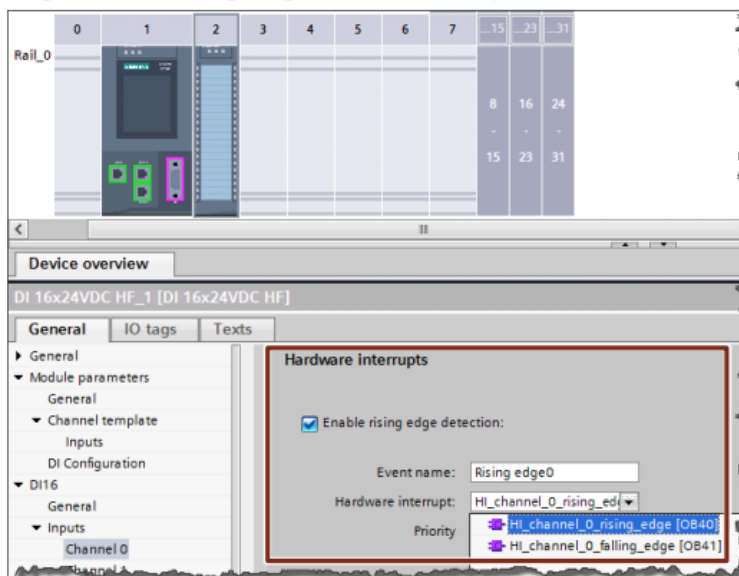 0 1 2 3 4 5 6 7 ...15 ...23 ...31
Rail_0
SIEMENS
8 16 24
- - -
15 23 31
Device overview
DI 16x24VDC HF_1 [DI 16x24VDC HF]
General IO tags Texts
General
Module parameters
General
Channel template
Inputs
DI Configuration
DI16
General
Inputs
Channel 0
Hardware interrupts
Enable rising edge detection:
Event name: Rising edge0
Hardware interrupt: HI_channel_0_rising_ed
Priority
HI_channel_0_rising_edge [OB40]
HI_channel_0_falling_edge [OB41]